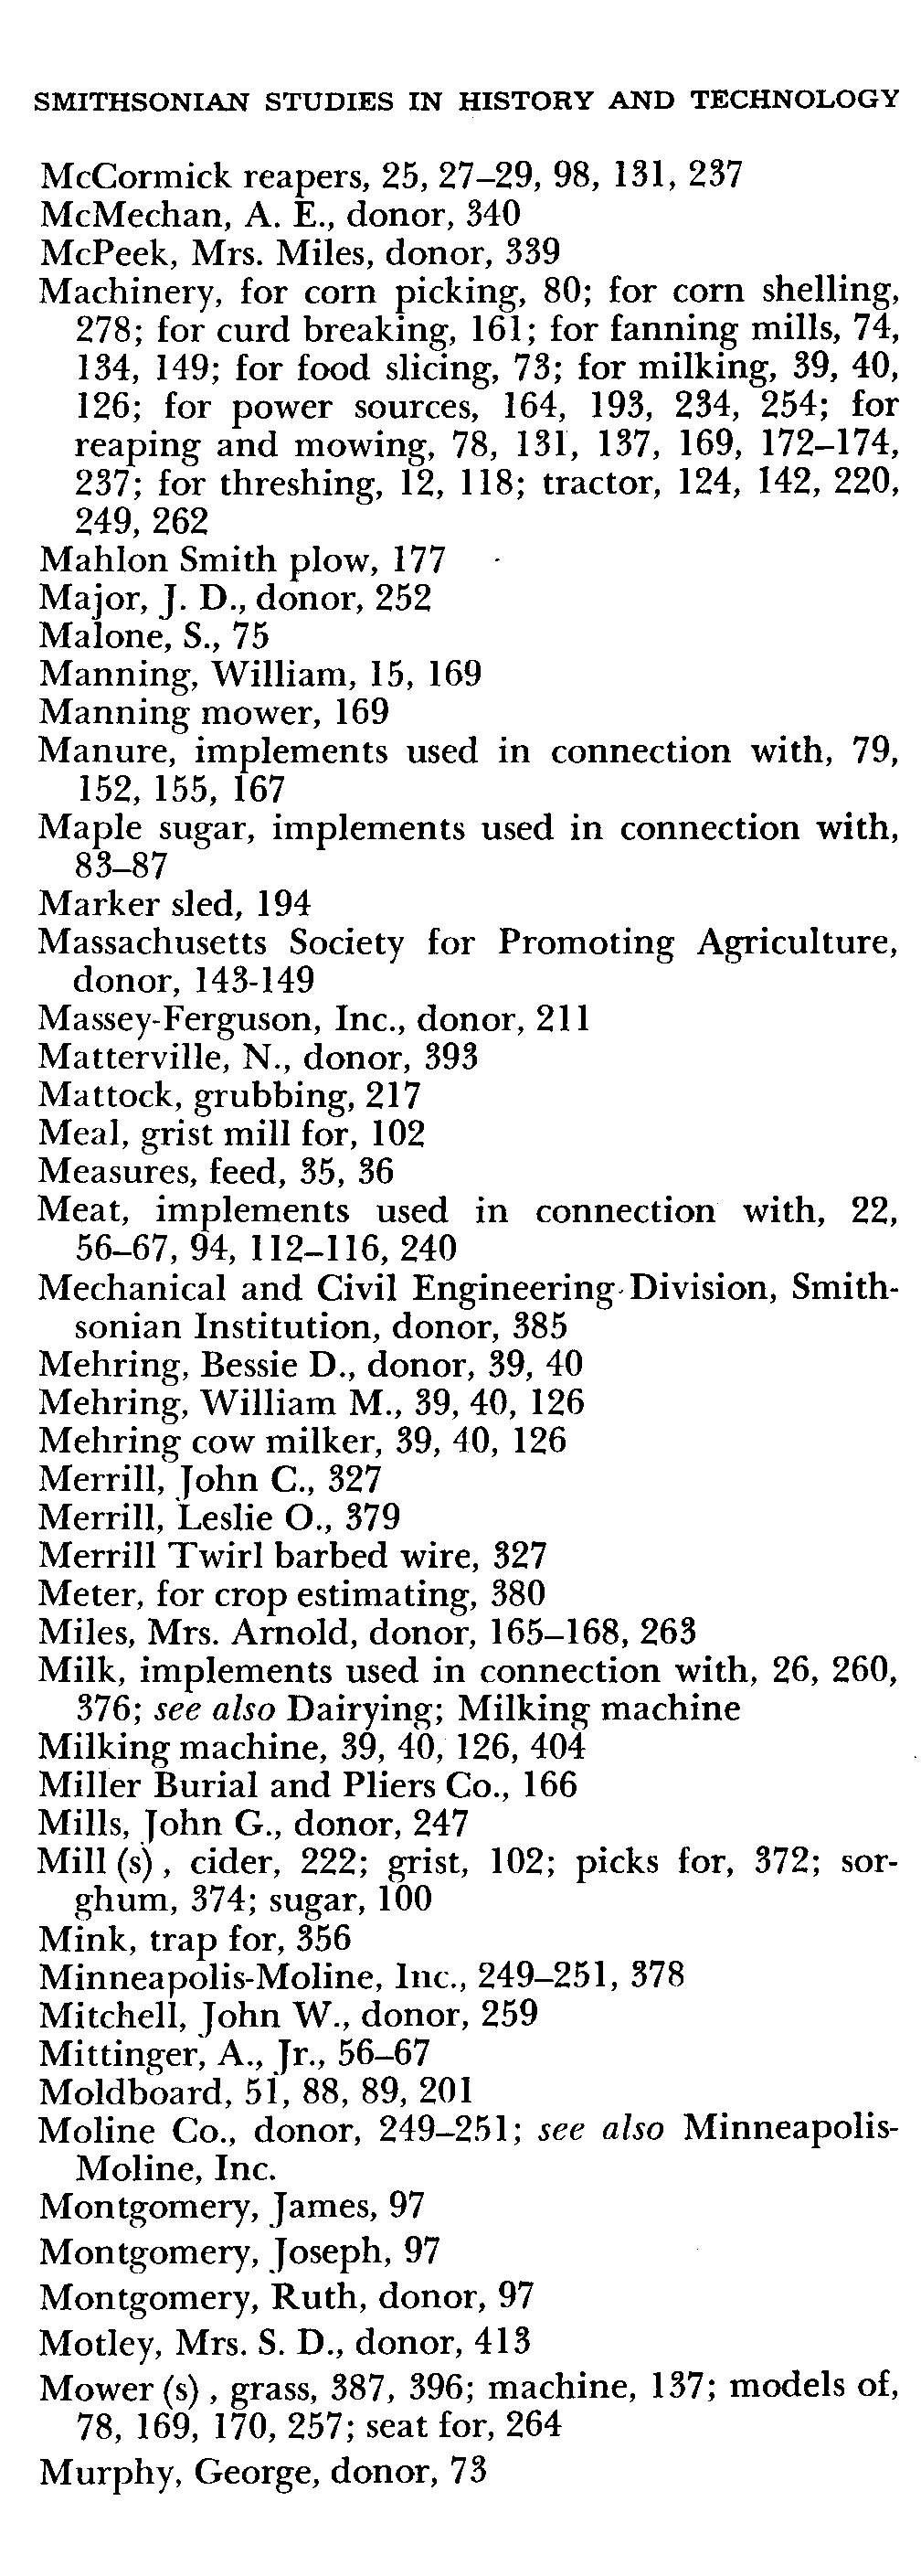 SMITHSONIAN STUDIES IN HISTORY AND TECHNOLOGY
McCormick reapers, 25, 27–29, 98, 131, 237
McMechan, A. E., donor, 340
McPeek, Mrs. Miles, donor, 339
Machinery, for corn picking, 80; for corn shelling,
278; for curd breaking, 161; for fanning mills, 74,
134, 149; for food slicing, 73; for milking, 39, 40,
126; for power sources, 164, 193, 234, 254; for
reaping and mowing, 78, 131, 137, 169, 172–174,
237; for threshing, 12, 118; tractor, 124, 142, 220,
249, 262
Mahlon Smith plow, 177
Major, J. D., donor, 252
Malone, S., 75
Manning, William, 15, 169
Manning mower, 169
Manure, implements used in connection with, 79,
152, 155, 167
Maple sugar, implements used in connection with,
83–87
Marker sled, 194
Massachusetts Society for Promoting Agriculture,
donor, 143-149
Massey-Ferguson, Inc., donor, 211
Matterville, N., donor, 393
Mattock, grubbing, 217
Meal, grist mill for, 102
Measures, feed, 35, 36
Meat, implements used in connection with, 22,
56–67, 94, 112–116, 240
Mechanical and Civil Engineering Division, Smith-
sonian Institution, donor, 385
Mehring, Bessie D., donor, 39, 40
Mehring, William M., 39, 40, 126
Mehring cow milker, 39, 40, 126
Merrill, John C., 327
Merrill, Leslie O., 379
Merrill Twirl barbed wire, 327
Meter, for crop estimating, 380
Miles, Mrs. Arnold, donor, 165–168, 263
Milk, implements used in connection with, 26, 260,
376; see also Dairying; Milking machine
Milking machine, 39, 40, 126, 404
Miller Burial and Pliers Co., 166
Mills, John G., donor, 247
Mill (s) , cider, 222; grist, 102; picks for, 372; sor-
ghum, 374; sugar, 100
Mink, trap for, 356
Minneapolis-Moline, Inc., 249–251, 378
Mitchell, John W., donor, 259
Mittinger, A., Jr., 56–67
Moldboard, 51, 88, 89, 201
Moline Co., donor, 249–251; see also Minneapolis-
Moline, Inc.
Montgomery, James, 97
Montgomery, Joseph, 97
Montgomery, Ruth, donor, 97
Motley, Mrs. S. D., donor, 413
Mower (s) , grass, 387, 396; machine, 137; models of,
78, 169, 170, 257; seat for, 264
Murphy, George, donor, 73